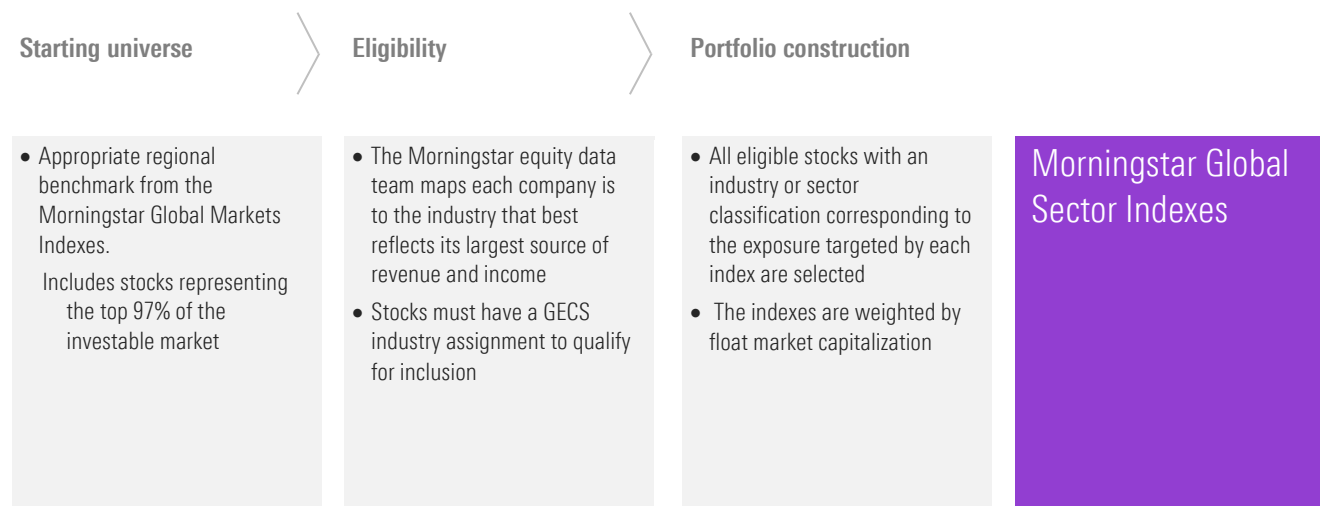 Starting universe
Eligibility
Portfolio construction
• Appropriate regional
benchmark from the
Morningstar Global Markets
Indexes.
Includes stocks representing
the top 97% of the
investable market
• The Morningstar equity data
team maps each company is
to the industry that best
reflects its largest source of
revenue and income
• Stocks must have a GECS
industry assignment to qualify
for inclusion
• All eligible stocks with an
industry or sector
classification corresponding to
the exposure targeted by each
index are selected
• The indexes are weighted by
float market capitalization
Morningstar Global
Sector Indexes